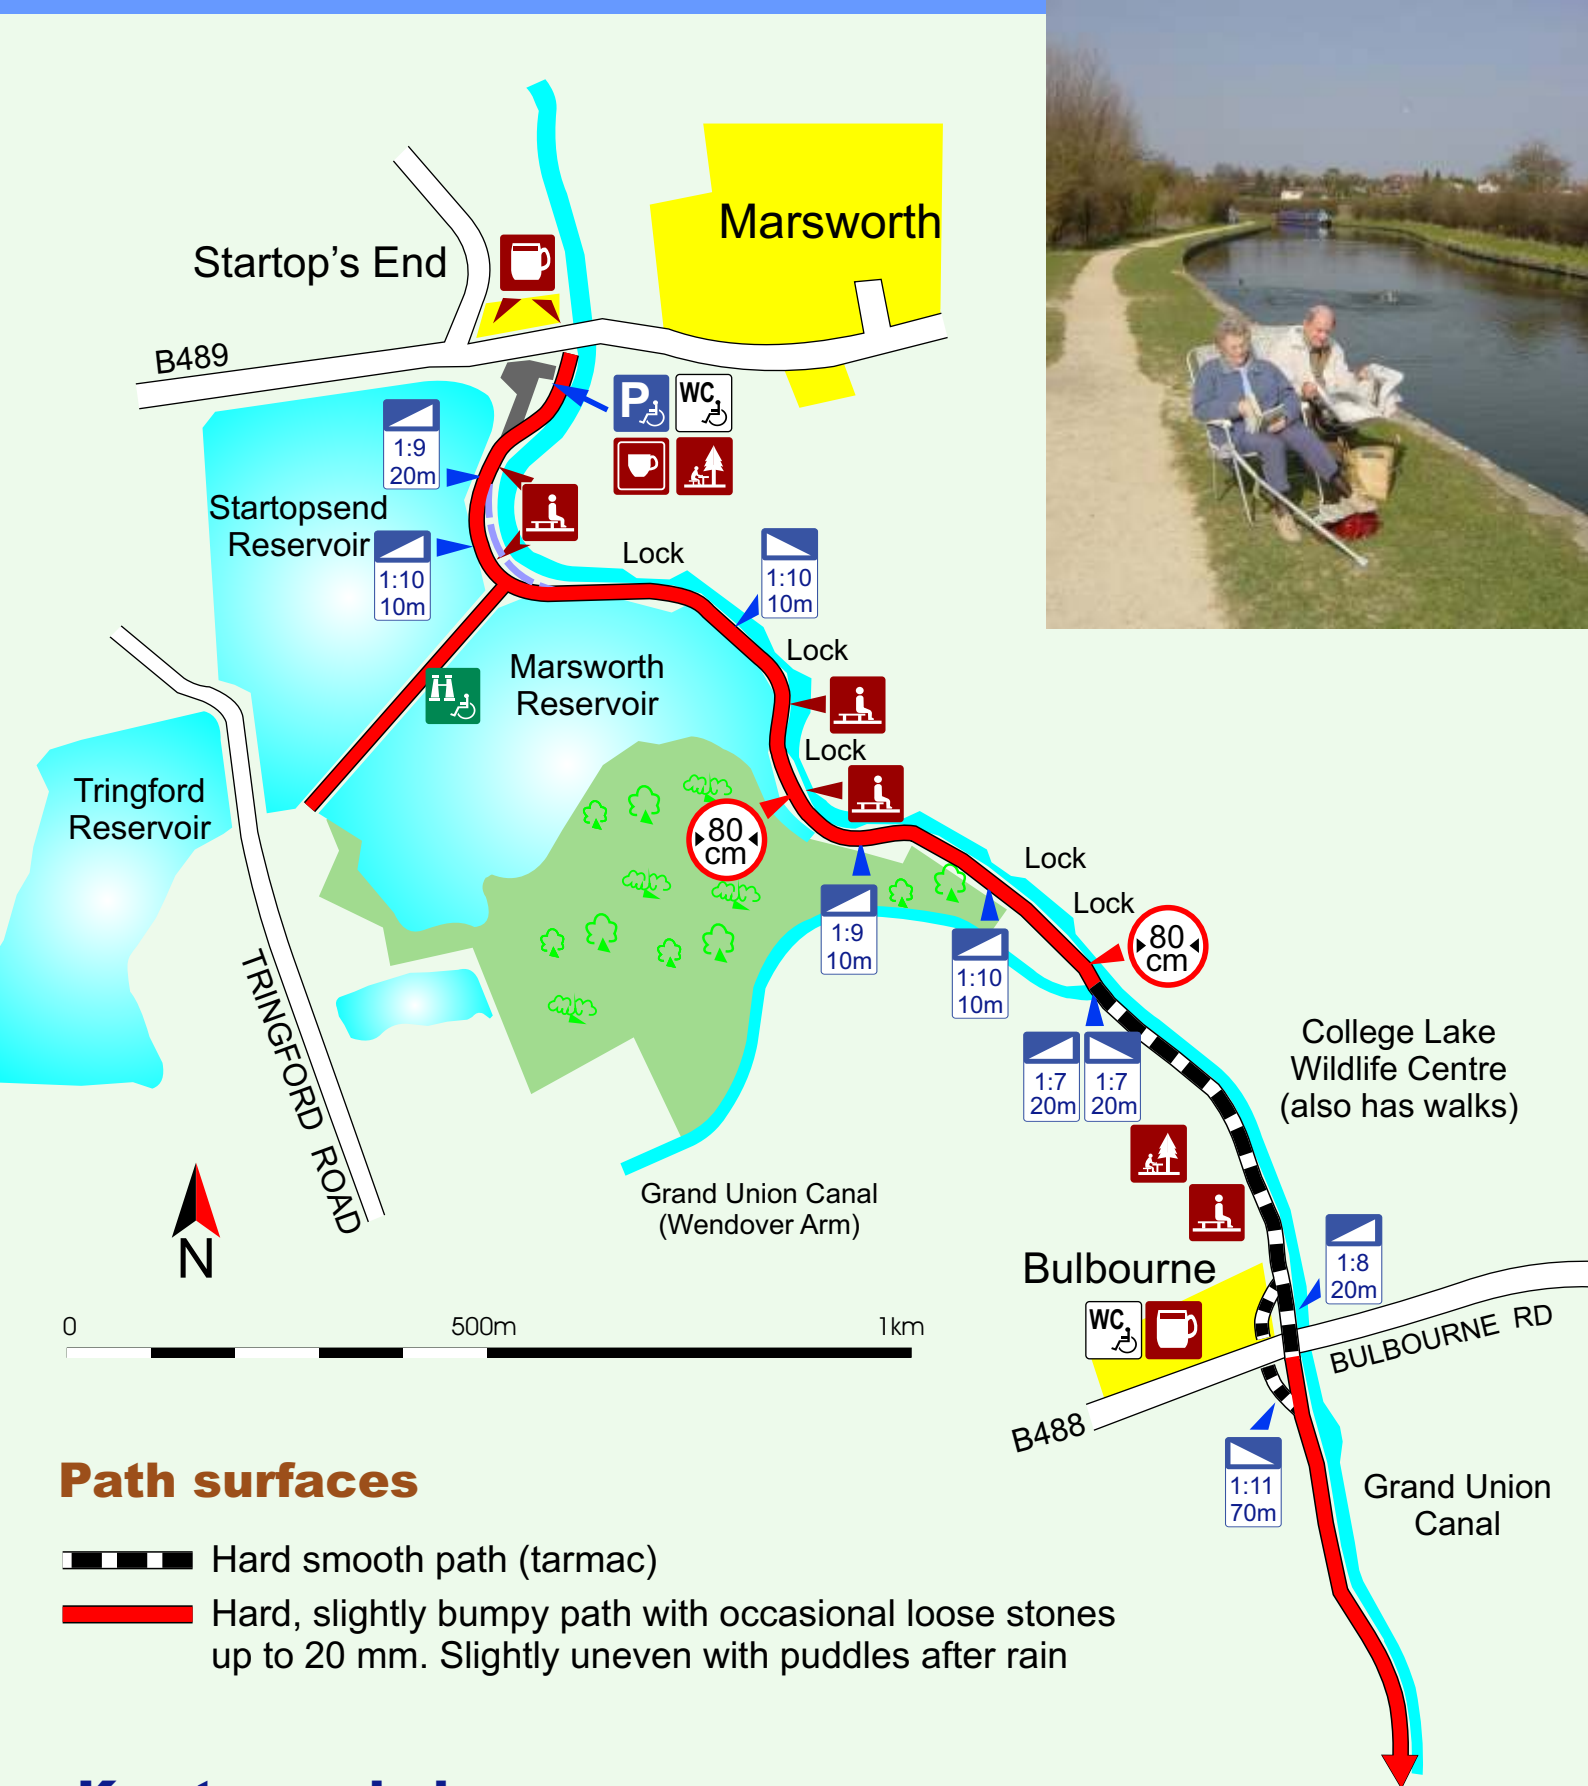 Marsworth
Startop's End
B489
P
WC
1:9
20m
Startopsend
Reservoir
1:10
10m
Lock
1:10
10m
Lock
Marsworth
Reservoir
Lock
Tringford
Reservoir
80
cm
Lock
Lock
80
cm
1:9
10m
1:10
10m
TRINGFORD ROAD
College Lake
Wildlife Centre
(also has walks)
1:7
20m
1:7
20m
Grand Union Canal
(Wendover Arm)
N
Bulbourne
1:8
20m
WC
BULBOURNE RD
0 500m 1km
B488
1:11
70m
Grand Union
Canal
Path surfaces
Hard smooth path (tarmac)
Hard, slightly bumpy path with occasional loose stones
up to 20 mm. Slightly uneven with puddles after rain